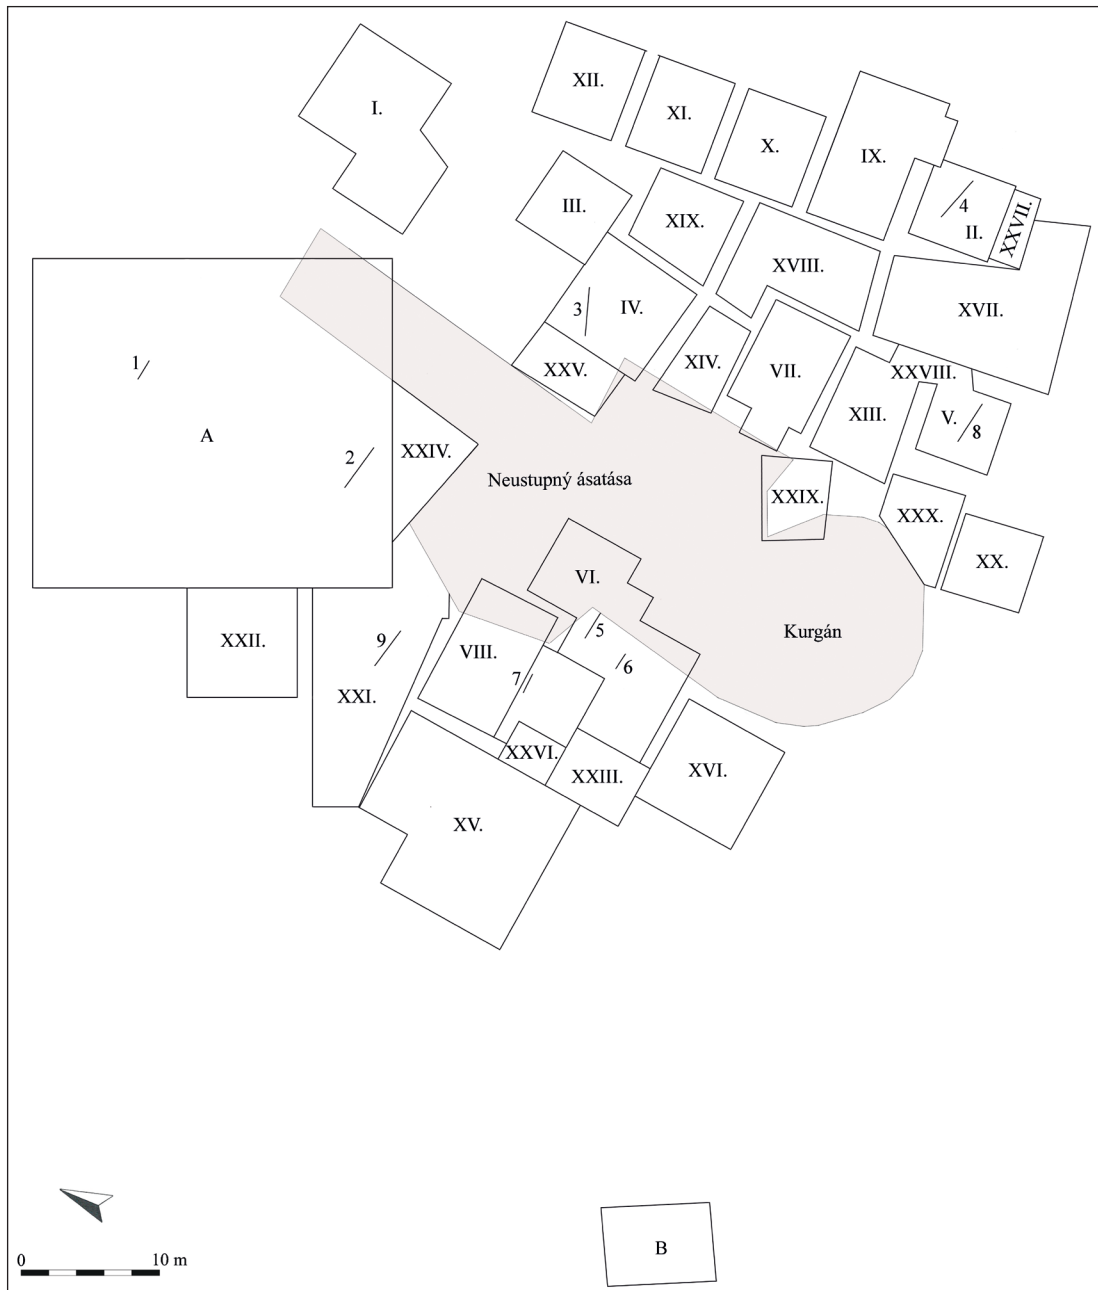 I.
XII.
XI.
X.
IX.
4
II.
XXVII.
III.
XIX.
XVIII.
XVII.
3
IV.
1
XXV.
XIV.
VII.
XXVIII.
XIII.
V.
8
A
2
XXIV.
Neustupný ásatása
XXIX.
XXX.
XX.
VI.
Kurgán
XXII.
9
VIII.
5
6
7
XXI.
XXVI.
XXIII.
XVI.
XV.
B
0 10 m